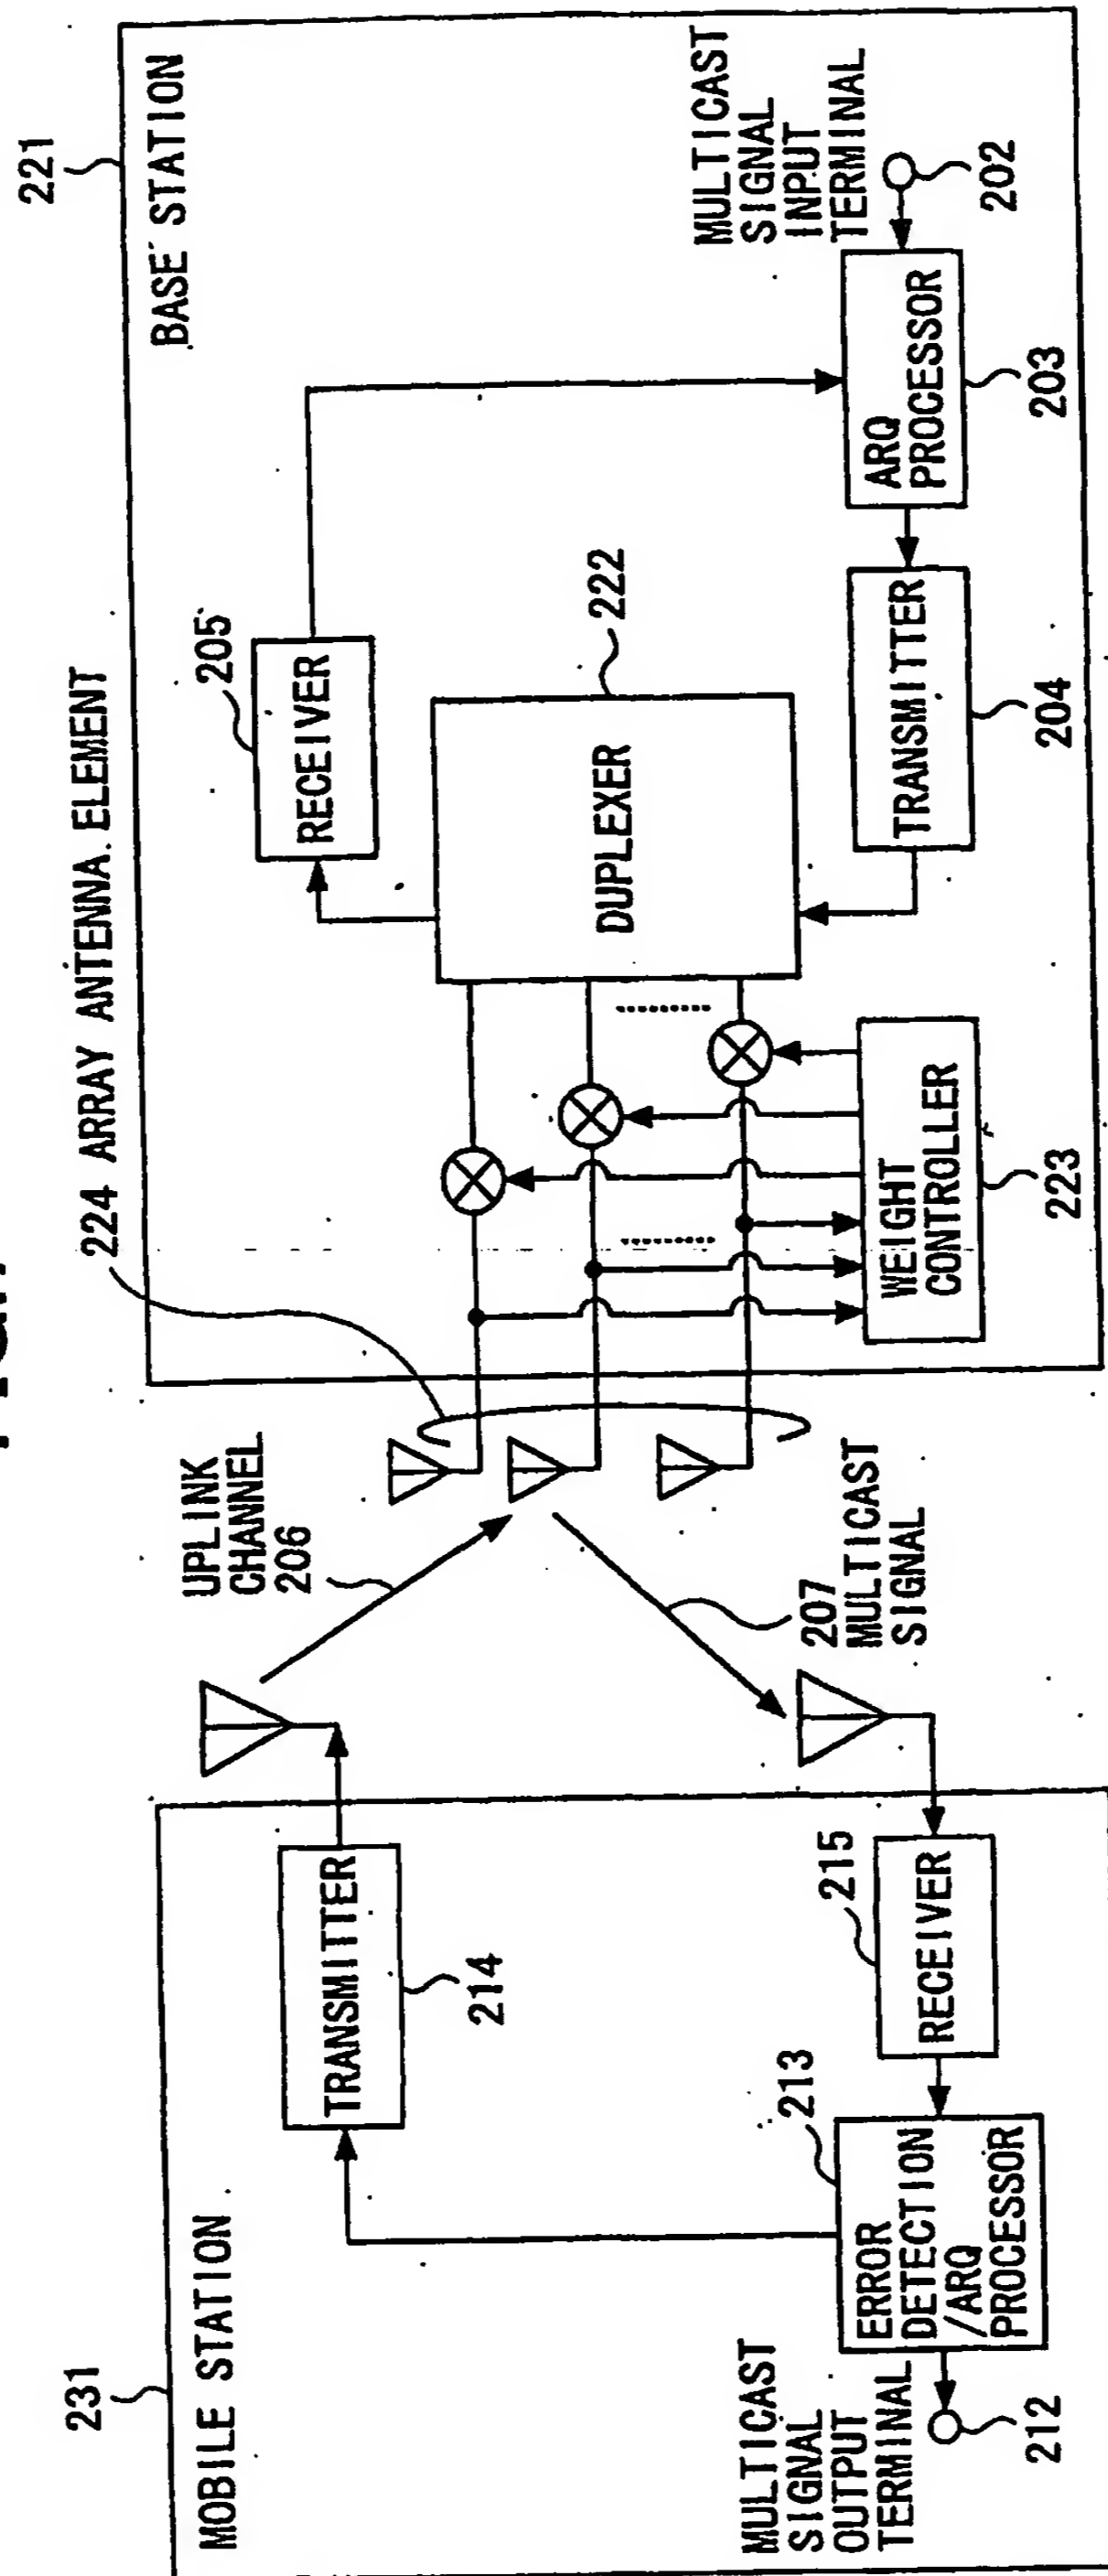 221
BASE STATION
MULTICAST
SIGNAL
INPUT
TERMINAL
202
ARQ
PROCESSOR
203
TRANSMITTER
204
205
RECEIVER
222
DUPLEXER
224 ARRAY ANTENNA ELEMENT
WEIGHT
CONTROLLER
223
UPLINK
CHANNEL
206
207
MULTICAST
SIGNAL
231
MOBILE STATION
TRANSMITTER
214
215
RECEIVER
213
ERROR
DETECTION
/ARQ
PROCESSOR
MULTICAST
SIGNAL
OUTPUT
TERMINAL
212